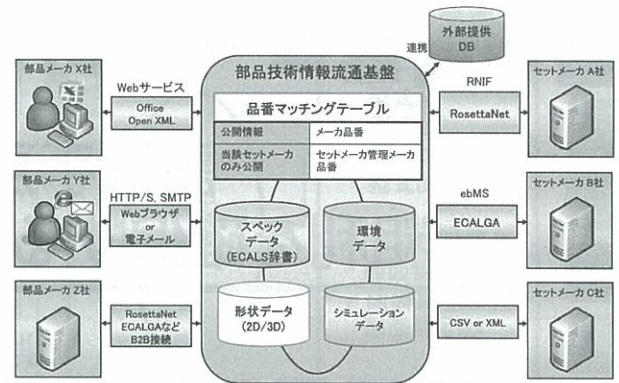 外部提供
DB
連携
部品メーカ X社
Webサービス
Office
Open XML
部品技術情報流通基盤
品番マッチングテーブル
公開情報
メーカ品番
当該セットメーカ
のみ公開
セットメーカ管理メーカ
品番
RNIF
RosettaNet
セットメーカ A社
部品メーカ Y社
HTTP/S, SMTP
Webブラウザ
or
電子メール
スペック
データ
(ECALS辞書)
環境
データ
ebMS
ECALGA
セットメーカ B社
部品メーカ Z社
RosettaNet
ECALGAなど
B2B接続
形状データ
(2D/3D)
シミュレーション
データ
CSV or XML
セットメーカ C社